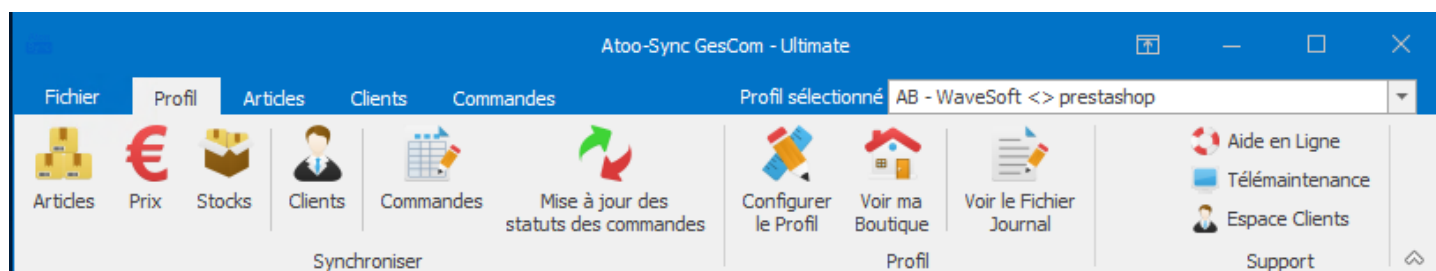 Atoo-Sync GesCom - Ultimate
Fichier Profil Articles Clients Commandes Profil sélectionné AB - WaveSoft <> prestashop
Articles Prix Stocks Clients Commandes Mise à jour des
statuts des commandes
Configurer
le Profil
Voir ma
Boutique
Voir le Fichier
Journal
Aide en Ligne
Télémaintenance
Espace Clients
Synchroniser Profil Support